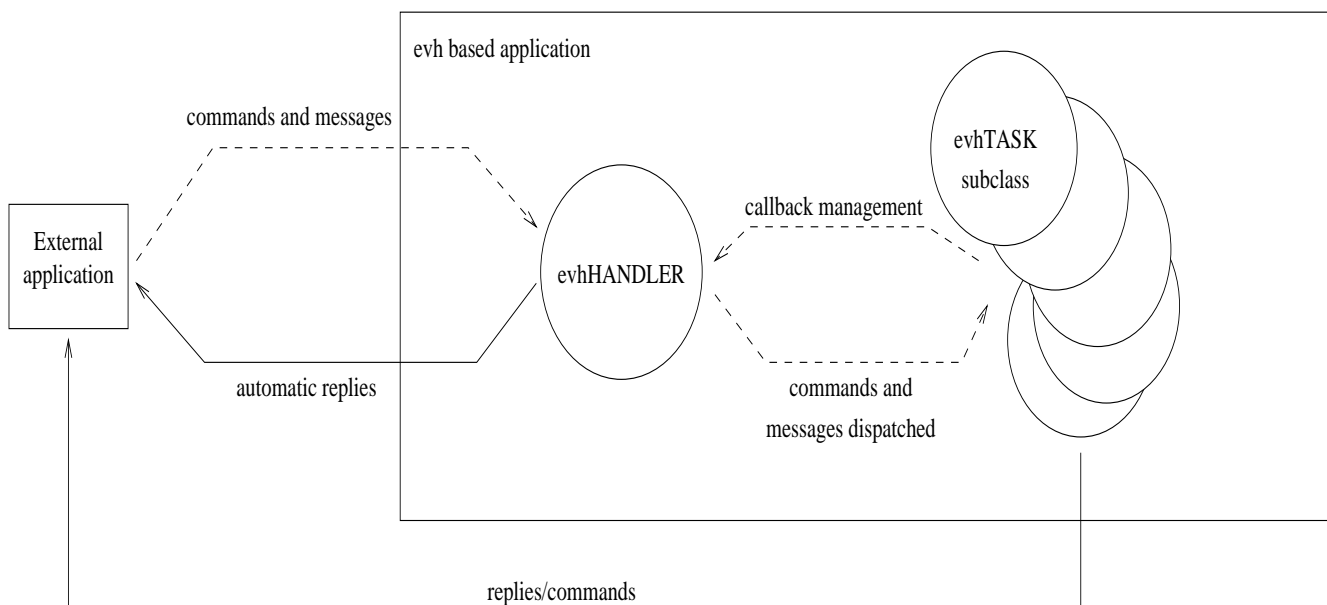 evh based application
commands and messages
evhTASK
subclass
callback management
External
application
evhHANDLER
automatic replies
commands and
messages dispatched
replies/commands